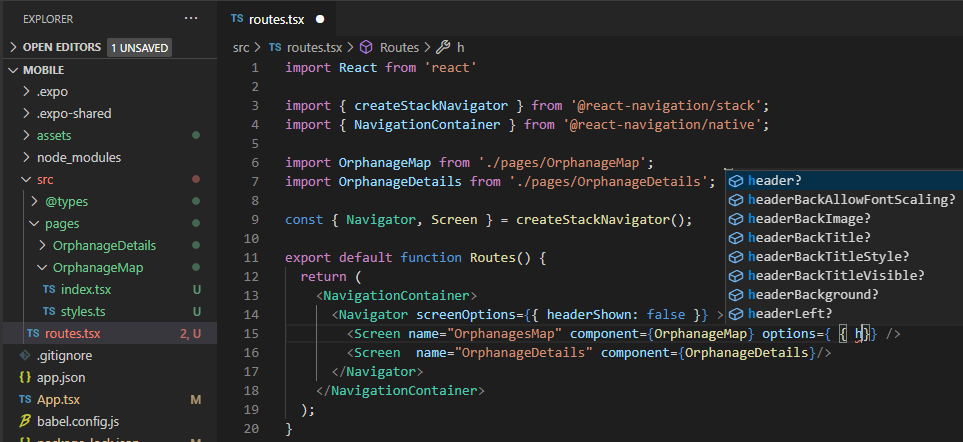 EXPLORER
···
OPEN EDITORS 1 UNSAVED
MOBILE
.expo
.expo-shared
assets
node_modules
src
@types
pages
OrphanageDetails
OrphanageMap
TS index.tsx U
TS styles.ts U
TS routes.tsx 2, U
.gitignore
{} app.json
TS App.tsx M
babel.config.js
package-lock.json M
TS routes.tsx ●
src > TS routes.tsx > Routes > h
1 import React from 'react'
2
3 import { createStackNavigator } from '@react-navigation/stack';
4 import { NavigationContainer } from '@react-navigation/native';
5
6 import OrphanageMap from './pages/OrphanageMap';
7 import OrphanageDetails from './pages/OrphanageDetails';
8
9 const { Navigator, Screen } = createStackNavigator();
10
11 export default function Routes() {
12 return (
13 <NavigationContainer>
14 <Navigator screenOptions={{ headerShown: false }} >
15 <Screen name="OrphanagesMap" component={OrphanageMap} options={ { h}} />
16 <Screen  name="OrphanageDetails" component={OrphanageDetails}/>
17 </Navigator>
18 </NavigationContainer>
19 );
20 }
header?
headerBackAllowFontScaling?
headerBackImage?
headerBackTitle?
headerBackTitleStyle?
headerBackTitleVisible?
headerBackground?
headerLeft?